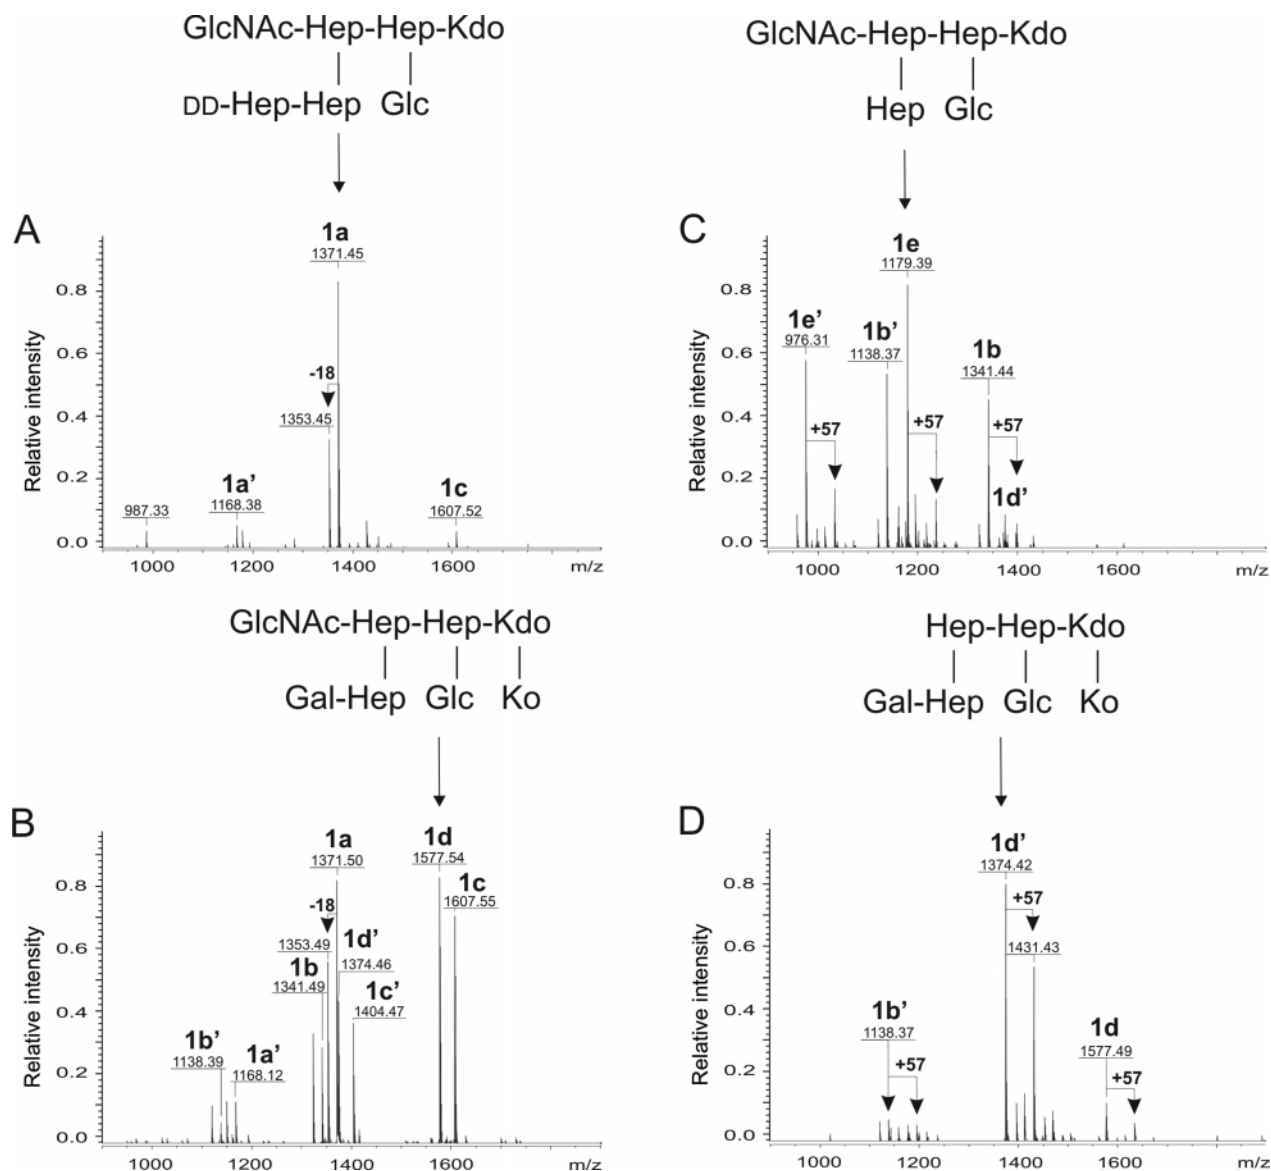 GlcNAc-Hep-Hep-Kdo
DD-Hep-Hep Glc
A
1a
1371.45
-18
1353.45
1a’
1168.38
987.33
1c
1607.52
Relative intensity
0.8
0.6
0.4
0.2
0.0
1000 1200 1400 1600 m/z
GlcNAc-Hep-Hep-Kdo
Hep Glc
C
1e
1179.39
1e’
976.31
1b’
1138.37
1b
1341.44
+57
+57
+57
1d’
Relative intensity
0.8
0.6
0.4
0.2
0.0
1000 1200 1400 1600 m/z
GlcNAc-Hep-Hep-Kdo
Gal-Hep Glc Ko
B
1a
1371.50
1d
1577.54
1c
1607.55
-18
1353.49
1d’
1374.46
1b
1341.49
1c’
1404.47
1b’
1138.39
1a’
1168.12
Relative intensity
0.8
0.6
0.4
0.2
0.0
1000 1200 1400 1600 m/z
Hep-Hep-Kdo
Gal-Hep Glc Ko
D
1d’
1374.42
+57
1431.43
1b’
1138.37
+57
1d
1577.49
+57
Relative intensity
0.8
0.6
0.4
0.2
0.0
1000 1200 1400 1600 m/z